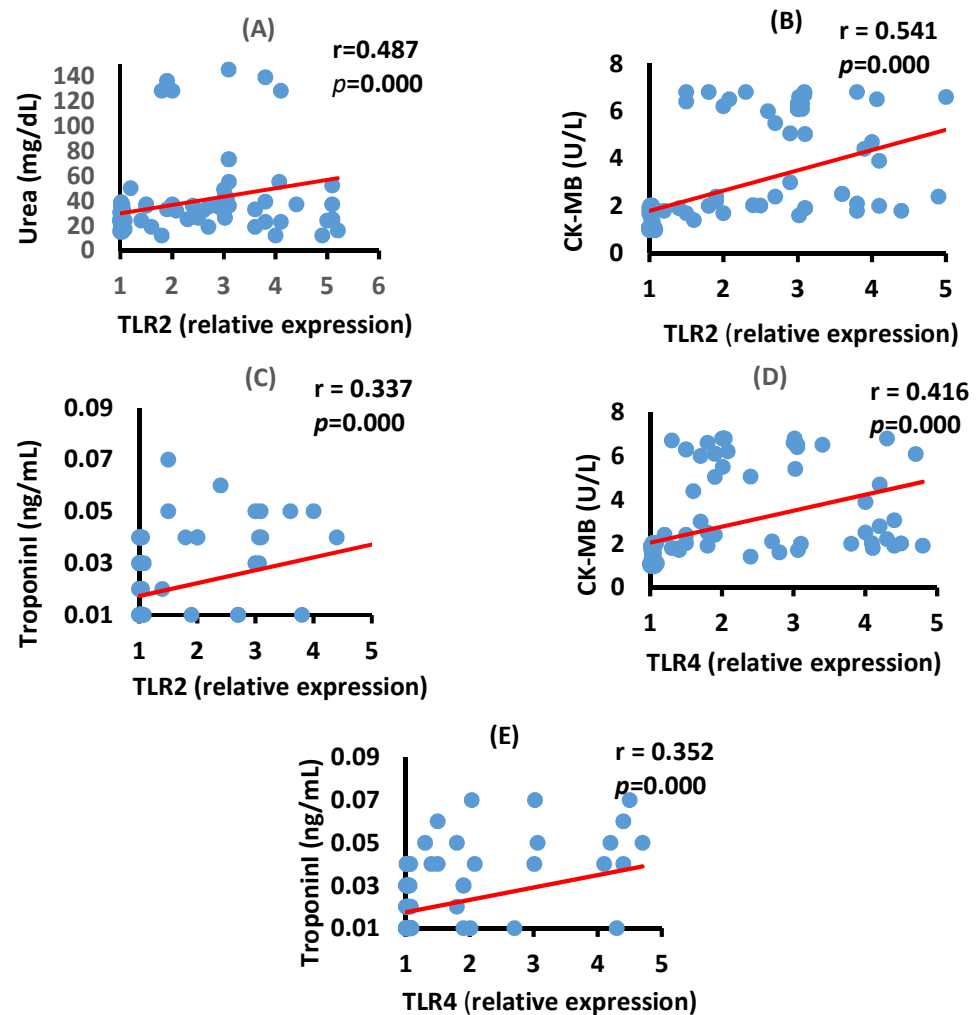 (A)
r=0.487
p=0.000
Urea (mg/dL)
140
120
100
80
60
40
20
0
1 2 3 4 5 6
TLR2 (relative expression)
(B)
r = 0.541
p=0.000
CK-MB (U/L)
8
6
4
2
0
1 2 3 4 5
TLR2 (relative expression)
(C)
r = 0.337
p=0.000
TroponinI (ng/mL)
0.09
0.07
0.05
0.03
0.01
1 2 3 4 5
TLR2 (relative expression)
(D)
r = 0.416
p=0.000
CK-MB (U/L)
8
6
4
2
0
1 2 3 4 5
TLR4 (relative expression)
(E)
r = 0.352
p=0.000
TroponinI (ng/mL)
0.09
0.07
0.05
0.03
0.01
1 2 3 4 5
TLR4 (relative expression)